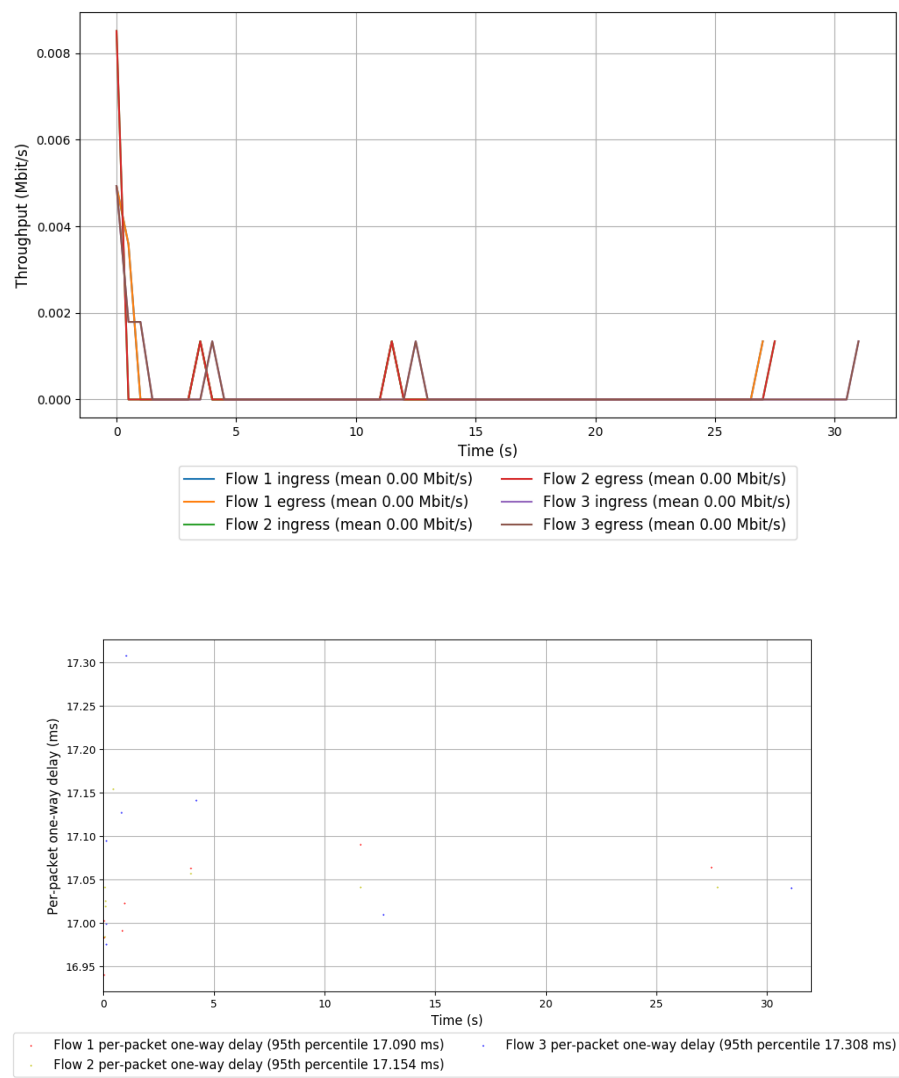 0.008
0.006
0.004
0.002
0.000
Throughput (Mbit/s)
0 5 10 15 20 25 30
Time (s)
Flow 1 ingress (mean 0.00 Mbit/s) Flow 2 egress (mean 0.00 Mbit/s)
Flow 1 egress (mean 0.00 Mbit/s) Flow 3 ingress (mean 0.00 Mbit/s)
Flow 2 ingress (mean 0.00 Mbit/s) Flow 3 egress (mean 0.00 Mbit/s)
17.30
17.25
17.20
17.15
17.10
17.05
17.00
16.95
Per-packet one-way delay (ms)
0 5 10 15 20 25 30
Time (s)
Flow 1 per-packet one-way delay (95th percentile 17.090 ms) Flow 3 per-packet one-way delay (95th percentile 17.308 ms)
Flow 2 per-packet one-way delay (95th percentile 17.154 ms)